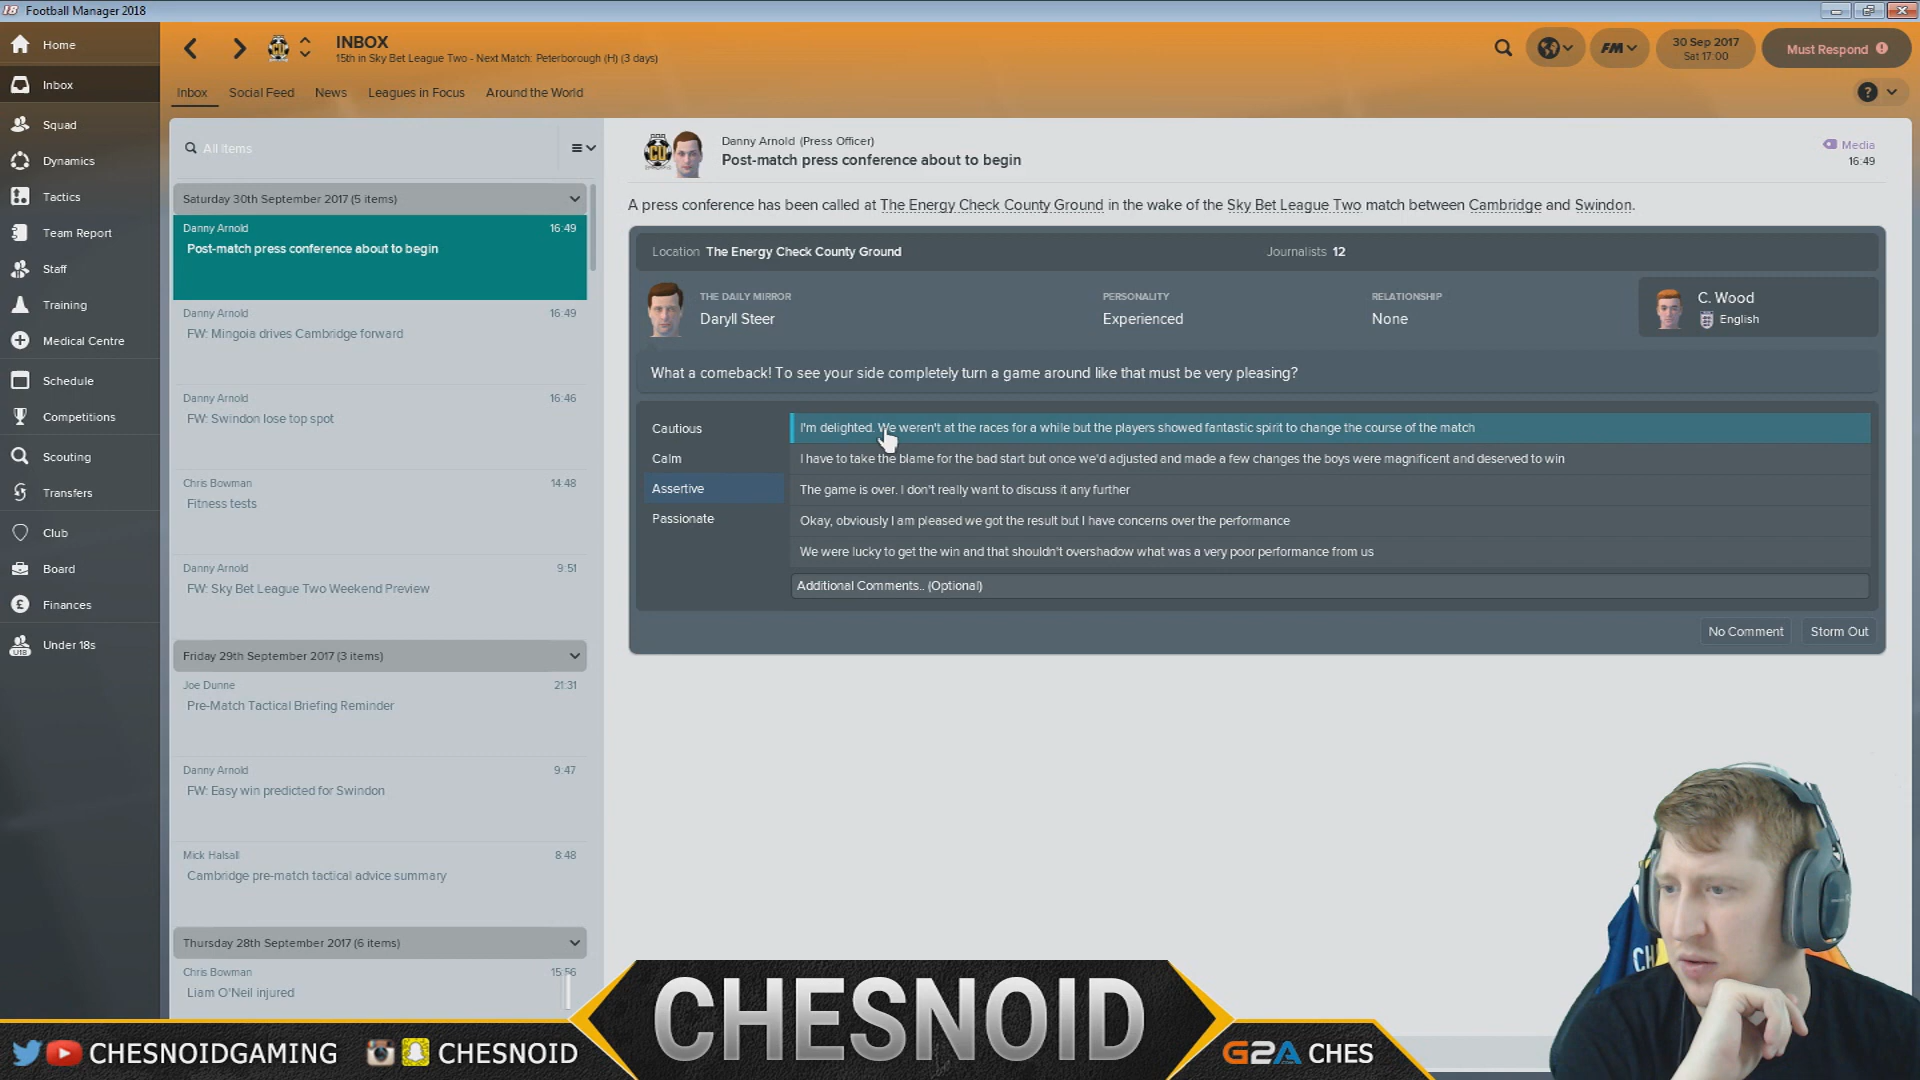 18 Football Manager 2018
Home
Inbox
Squad
Dynamics
Tactics
Team Report
Staff
Training
Medical Centre
Schedule
Competitions
Scouting
Transfers
Club
Board
Finances
Under 18s
INBOX
15th in Sky Bet League Two - Next Match: Peterborough (H) (3 days)
FM
30 Sep 2017
Sat 17:00
Must Respond
Inbox Social Feed News Leagues in Focus Around the World
All Items
Saturday 30th September 2017 (5 items)
Danny Arnold 16:49
Post-match press conference about to begin
Danny Arnold 16:49
FW: Mingoia drives Cambridge forward
Danny Arnold 16:46
FW: Swindon lose top spot
Chris Bowman 14:48
Fitness tests
Danny Arnold 9:51
FW: Sky Bet League Two Weekend Preview
Friday 29th September 2017 (3 items)
Joe Dunne 21:31
Pre-Match Tactical Briefing Reminder
Danny Arnold 9:47
FW: Easy win predicted for Swindon
Mick Halsall 8:48
Cambridge pre-match tactical advice summary
Thursday 28th September 2017 (6 items)
Chris Bowman 15:56
Liam O'Neil injured
Danny Arnold (Press Officer)
Post-match press conference about to begin
Media
16:49
A press conference has been called at The Energy Check County Ground in the wake of the Sky Bet League Two match between Cambridge and Swindon.
Location The Energy Check County Ground Journalists 12
THE DAILY MIRROR PERSONALITY RELATIONSHIP
Daryll Steer Experienced None
C. Wood
English
What a comeback! To see your side completely turn a game around like that must be very pleasing?
Cautious
Calm
Assertive
Passionate
I'm delighted. We weren't at the races for a while but the players showed fantastic spirit to change the course of the match
I have to take the blame for the bad start but once we'd adjusted and made a few changes the boys were magnificent and deserved to win
The game is over. I don't really want to discuss it any further
Okay, obviously I am pleased we got the result but I have concerns over the performance
We were lucky to get the win and that shouldn't overshadow what was a very poor performance from us
Additional Comments.. (Optional)
No Comment Storm Out
CHESNOIDGAMING
CHESNOID
CHESNOID
G2A CHES